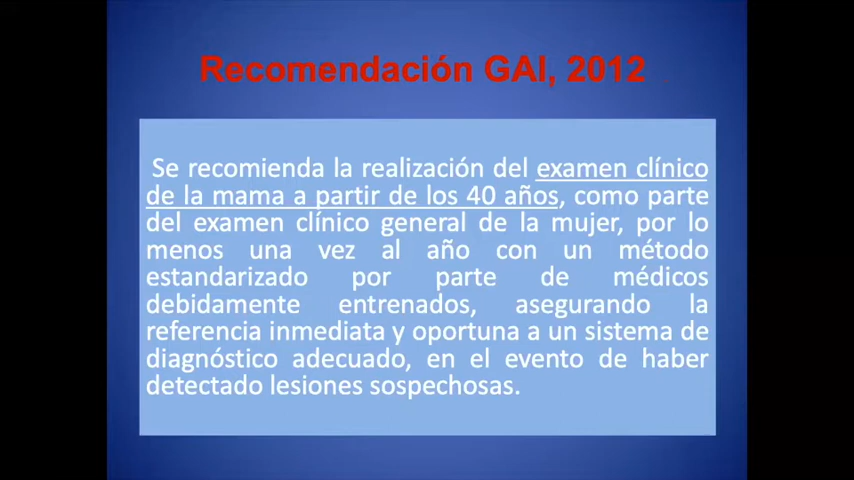 Recomendación GAI, 2012
Se recomienda la realización del examen clínico
de la mama a partir de los 40 años, como parte
del examen clínico general de la mujer, por lo
menos una vez al año con un método
estandarizado por parte de médicos
debidamente entrenados, asegurando la
referencia inmediata y oportuna a un sistema de
diagnóstico adecuado, en el evento de haber
detectado lesiones sospechosas.